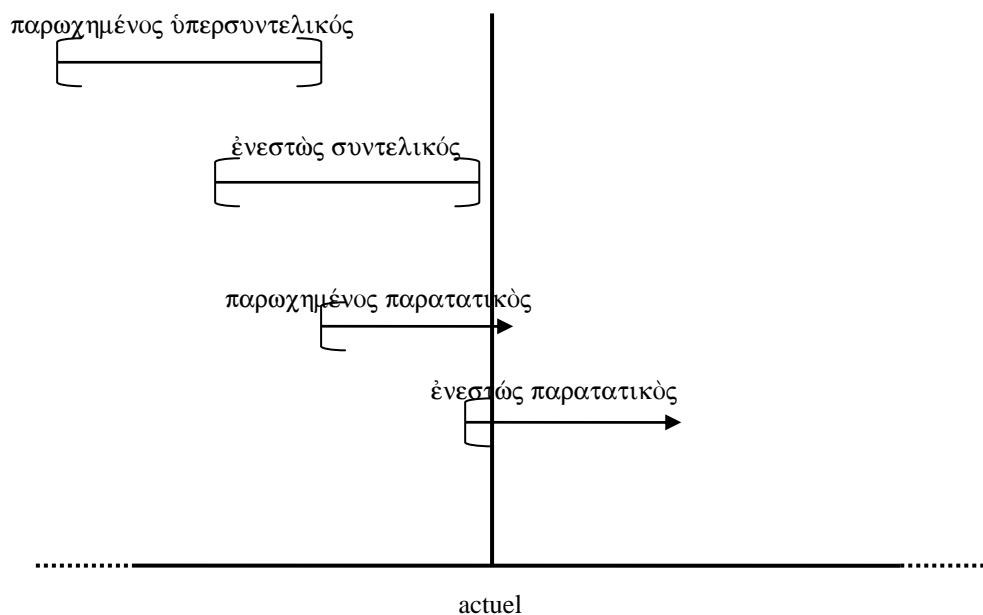 παρῳχημένος ὑπερσυντελικός
ἐνεστὼς συντελικός
παρῳχημένος παρατατικὸς
ἐνεστώς παρατατικὸς
actuel